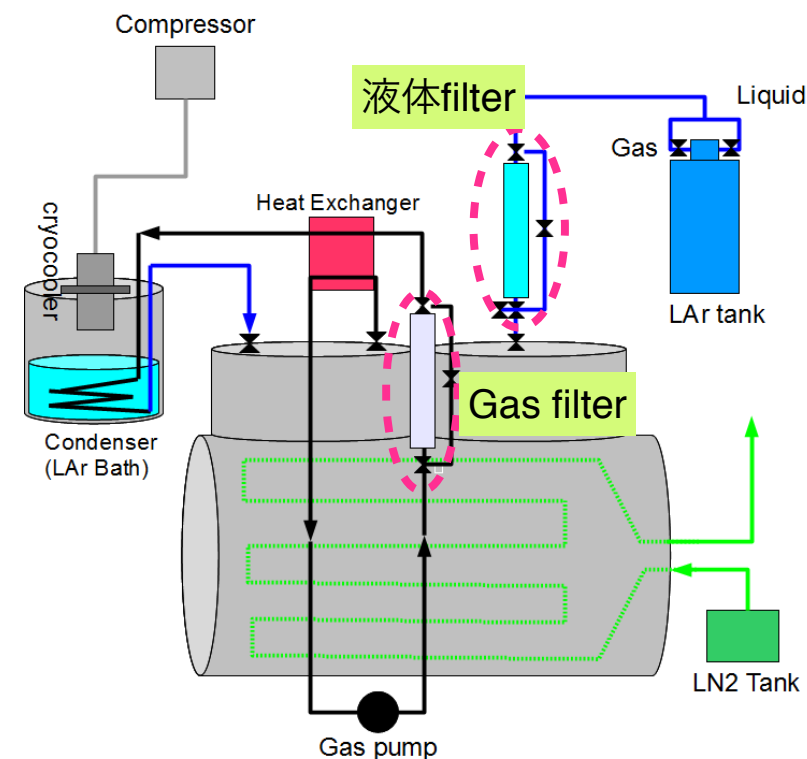 Compressor
液体filter
Liquid
Gas
Heat Exchanger
cryocooler
LAr tank
Gas filter
Condenser
(LAr Bath)
LN2 Tank
Gas pump